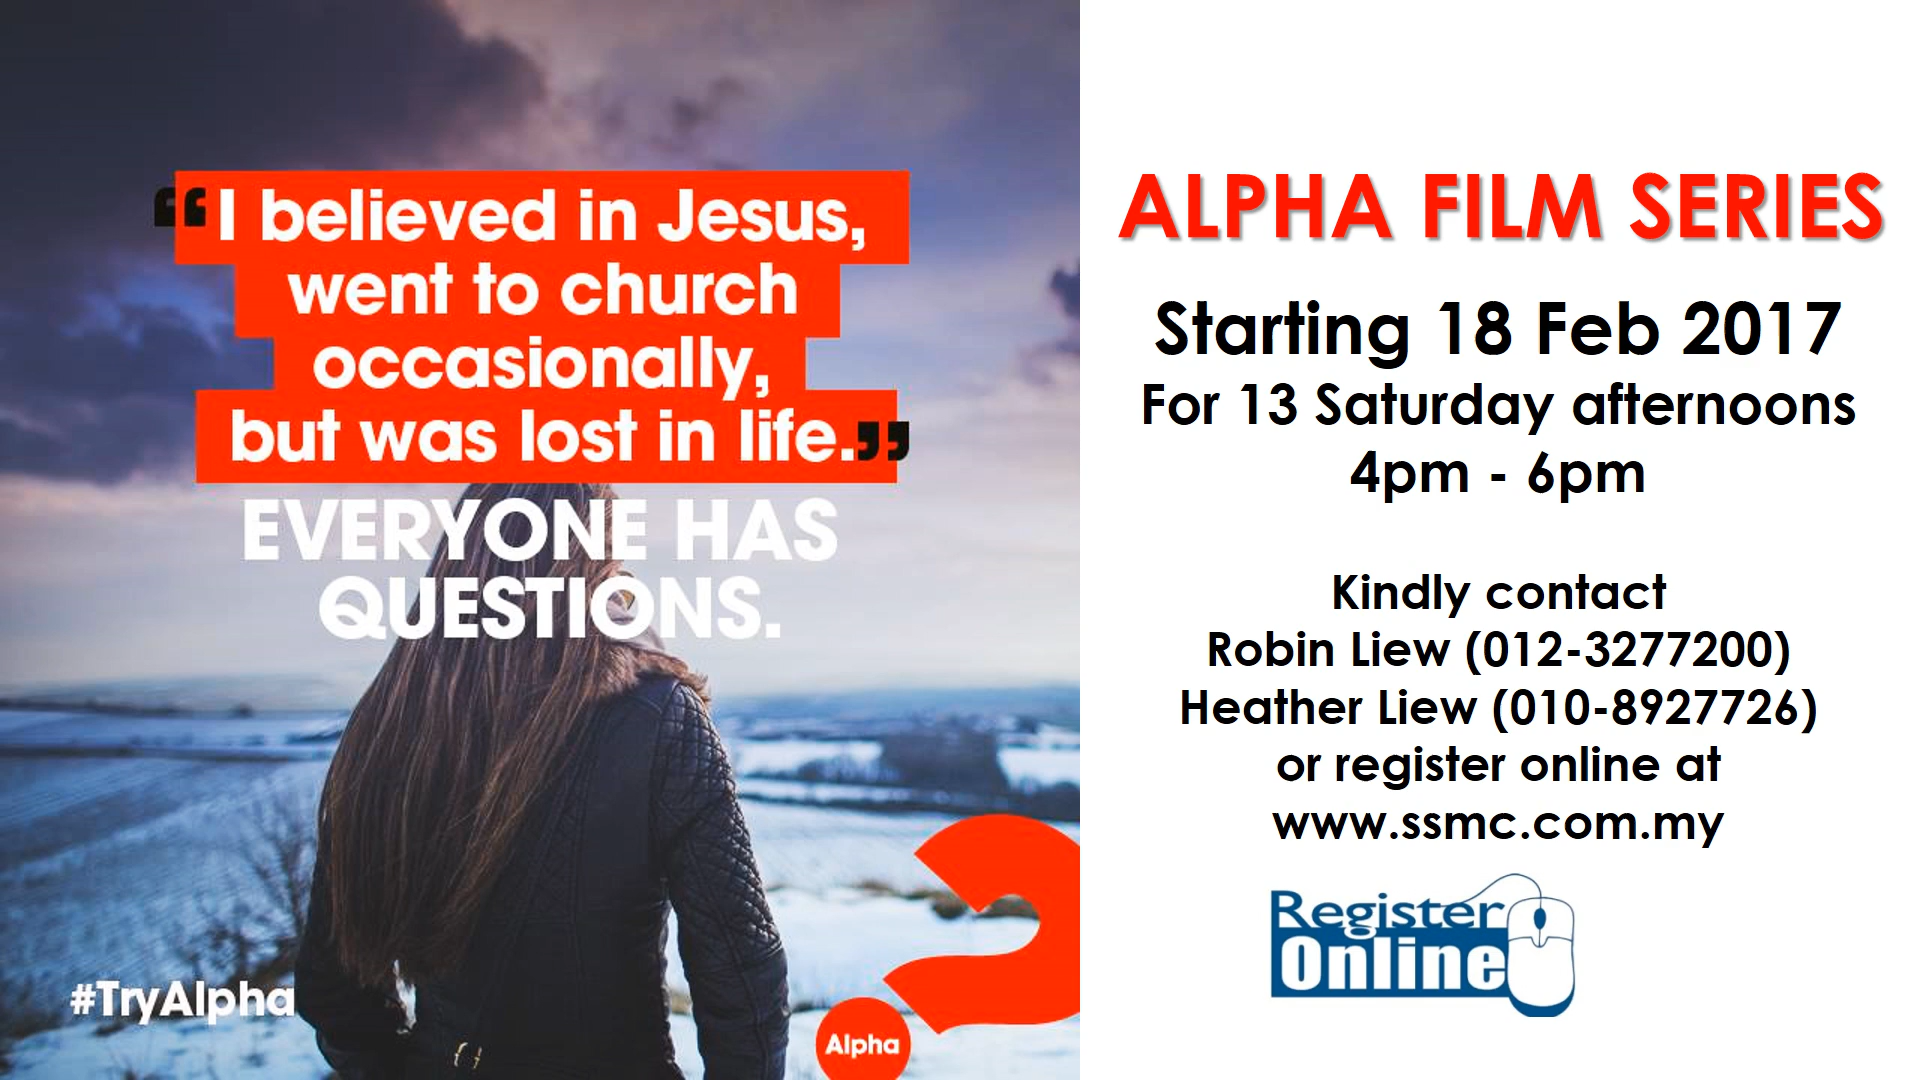 “I believed in Jesus,
went to church
occasionally,
but was lost in life.”
EVERYONE HAS
QUESTIONS.
#TryAlpha
Alpha
ALPHA FILM SERIES
Starting 18 Feb 2017
For 13 Saturday afternoons
4pm - 6pm
Kindly contact
Robin Liew (012-3277200)
Heather Liew (010-8927726)
or register online at
www.ssmc.com.my
Register
Online